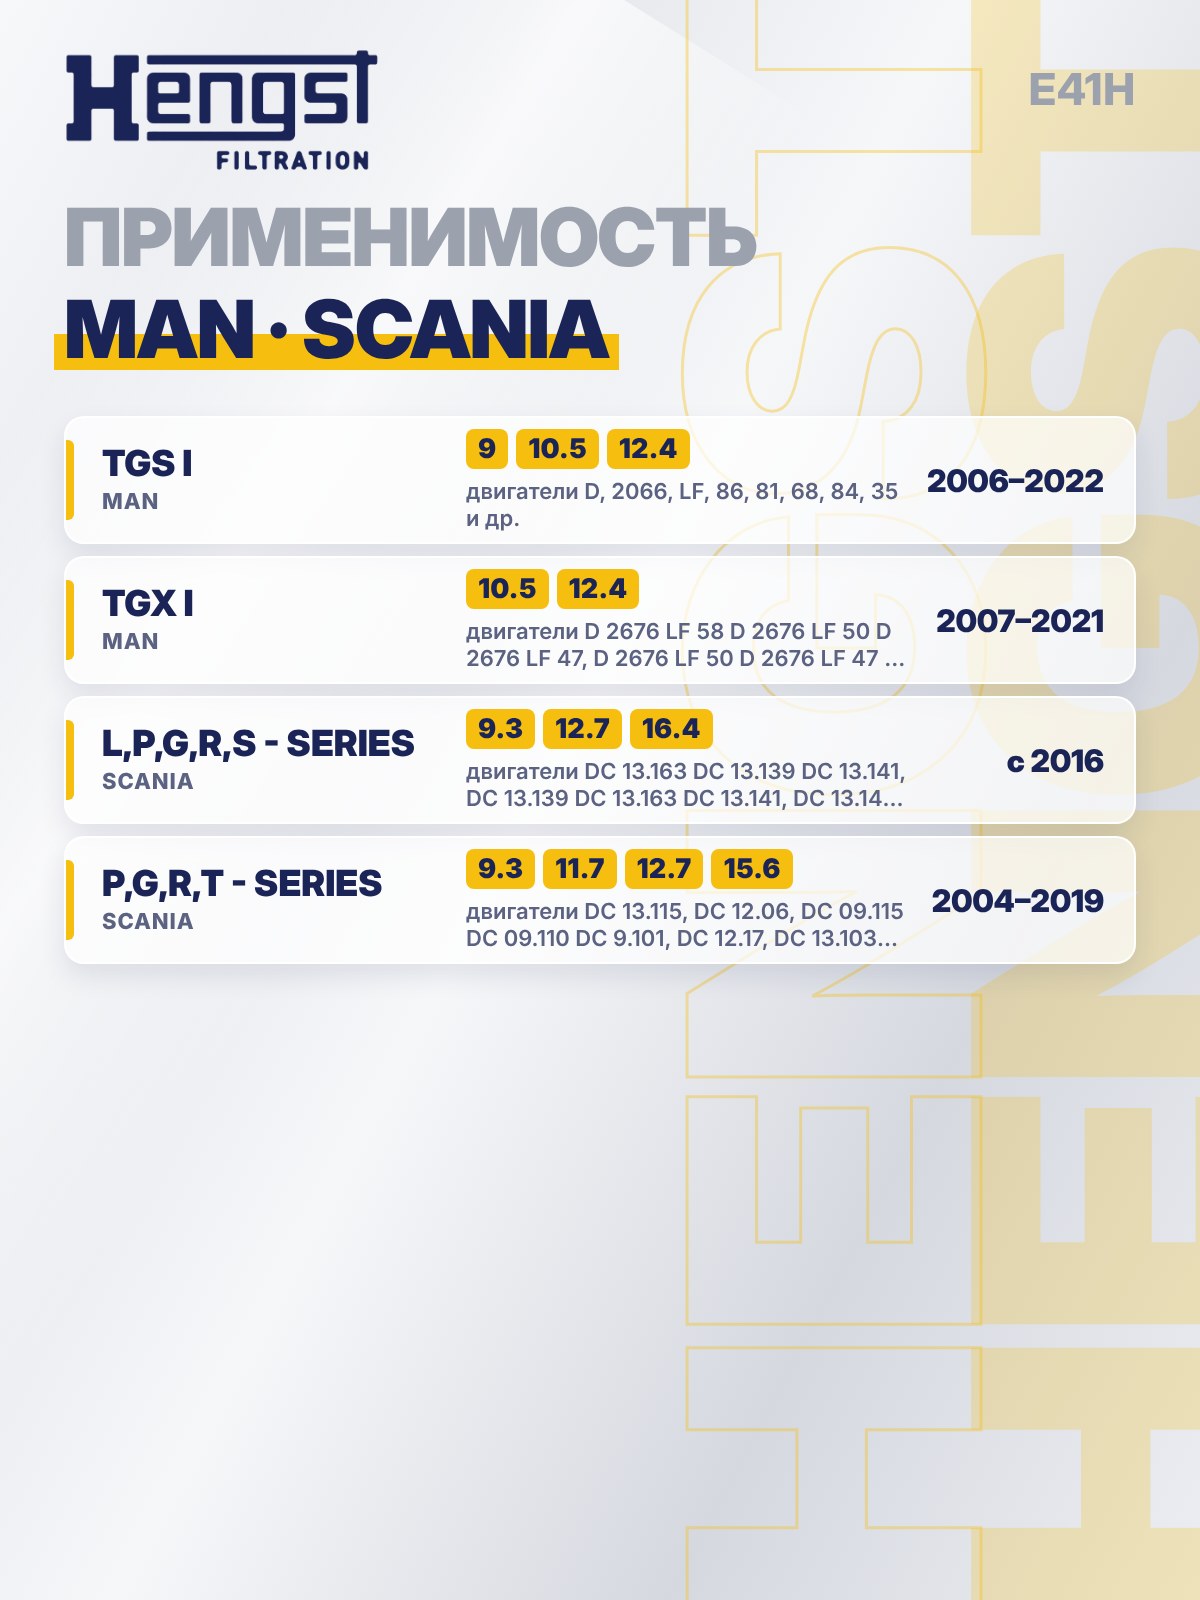 Hengst
FILTRATION
E41H
ПРИМЕНИМОСТЬ
MAN · SCANIA
TGS I
MAN
9 10.5 12.4
двигатели D, 2066, LF, 86, 81, 68, 84, 35
и др.
2006–2022
TGX I
MAN
10.5 12.4
двигатели D 2676 LF 58 D 2676 LF 50 D
2676 LF 47, D 2676 LF 50 D 2676 LF 47 ...
2007–2021
L,P,G,R,S - SERIES
SCANIA
9.3 12.7 16.4
двигатели DC 13.163 DC 13.139 DC 13.141,
DC 13.139 DC 13.163 DC 13.141, DC 13.14...
с 2016
P,G,R,T - SERIES
SCANIA
9.3 11.7 12.7 15.6
двигатели DC 13.115, DC 12.06, DC 09.115
DC 09.110 DC 9.101, DC 12.17, DC 13.103...
2004–2019
HENGST
HENGST